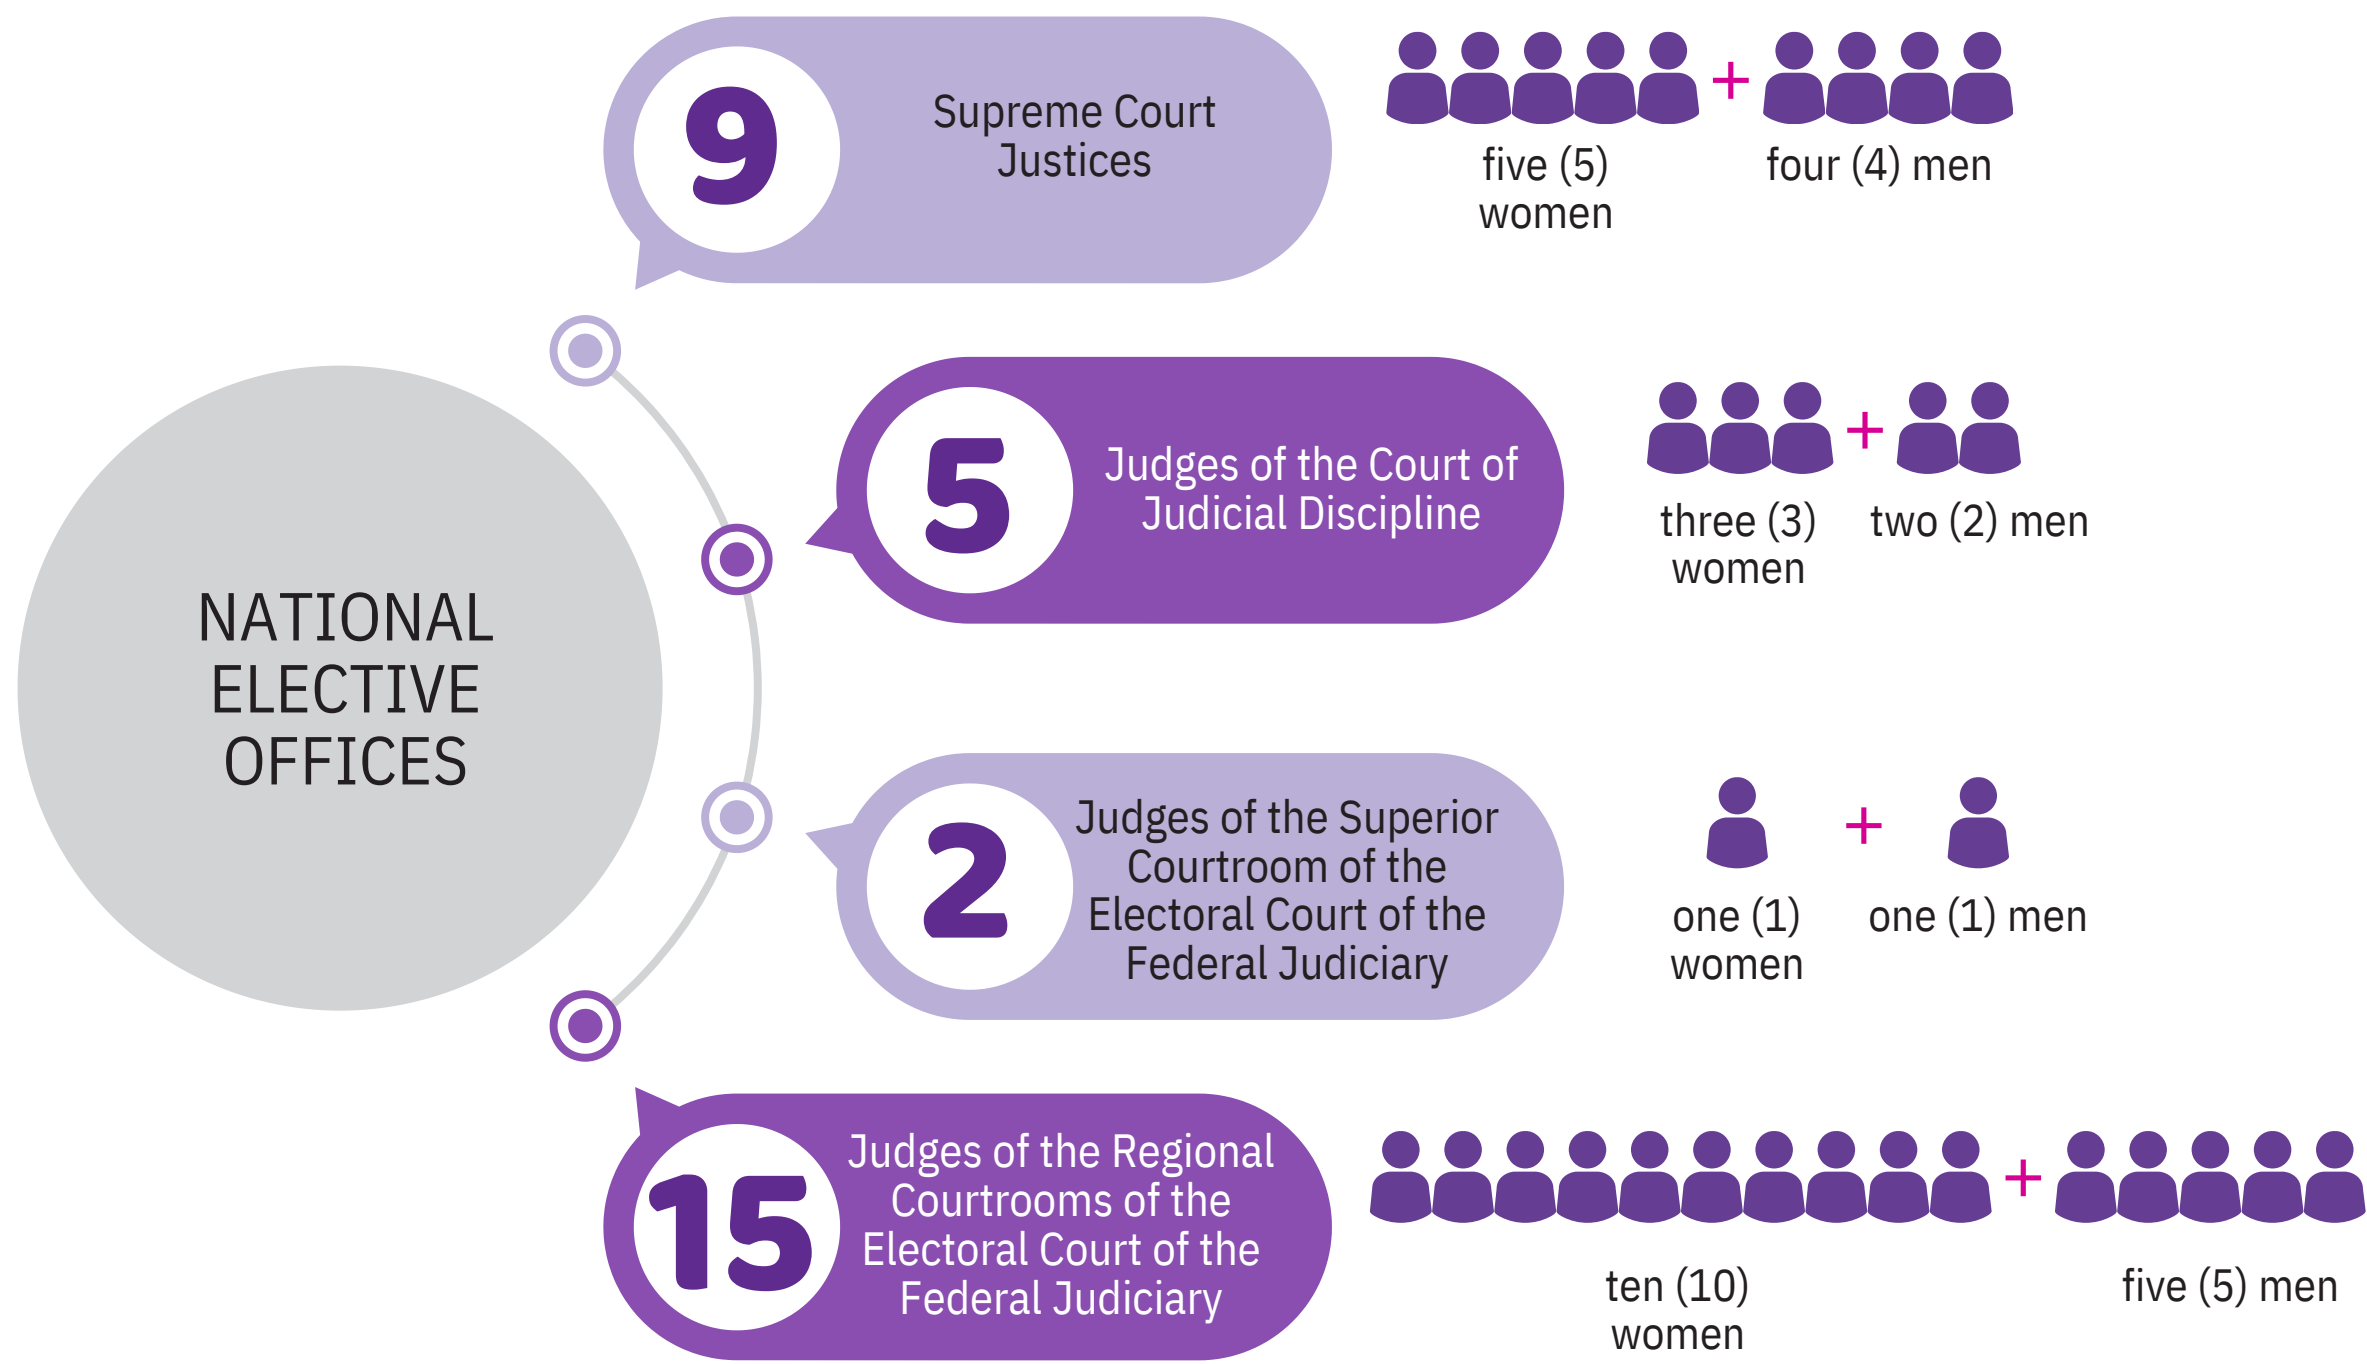 NATIONAL
ELECTIVE
OFFICES
9
Supreme Court
Justices
five (5)
women
+
four (4) men
5
Judges of the Court of
Judicial Discipline
three (3)
women
+
two (2) men
2
Judges of the Superior
Courtroom of the
Electoral Court of the
Federal Judiciary
one (1)
women
+
one (1) men
15
Judges of the Regional
Courtrooms of the
Electoral Court of the
Federal Judiciary
ten (10)
women
+
five (5) men